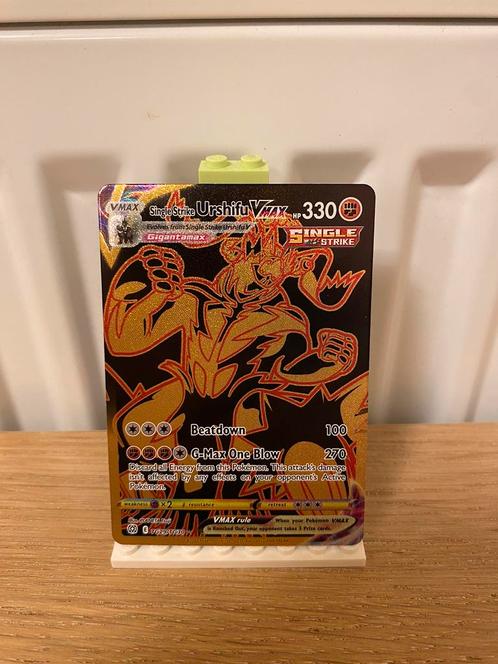 VMAX Single Strike Urshifu VMAX HP 330
Evolves from Single Strike Urshifu V
Gigantamax
SINGLE STRIKE
Beatdown 100
G-Max One Blow 270
Discard all Energy from this Pokémon. This attack's damage
isn't affected by any effects on your opponent's Active
Pokémon.
weakness ×2 resistance retreat
VMAX rule When your Pokémon VMAX
is Knocked Out, your opponent takes 3 Prize cards.